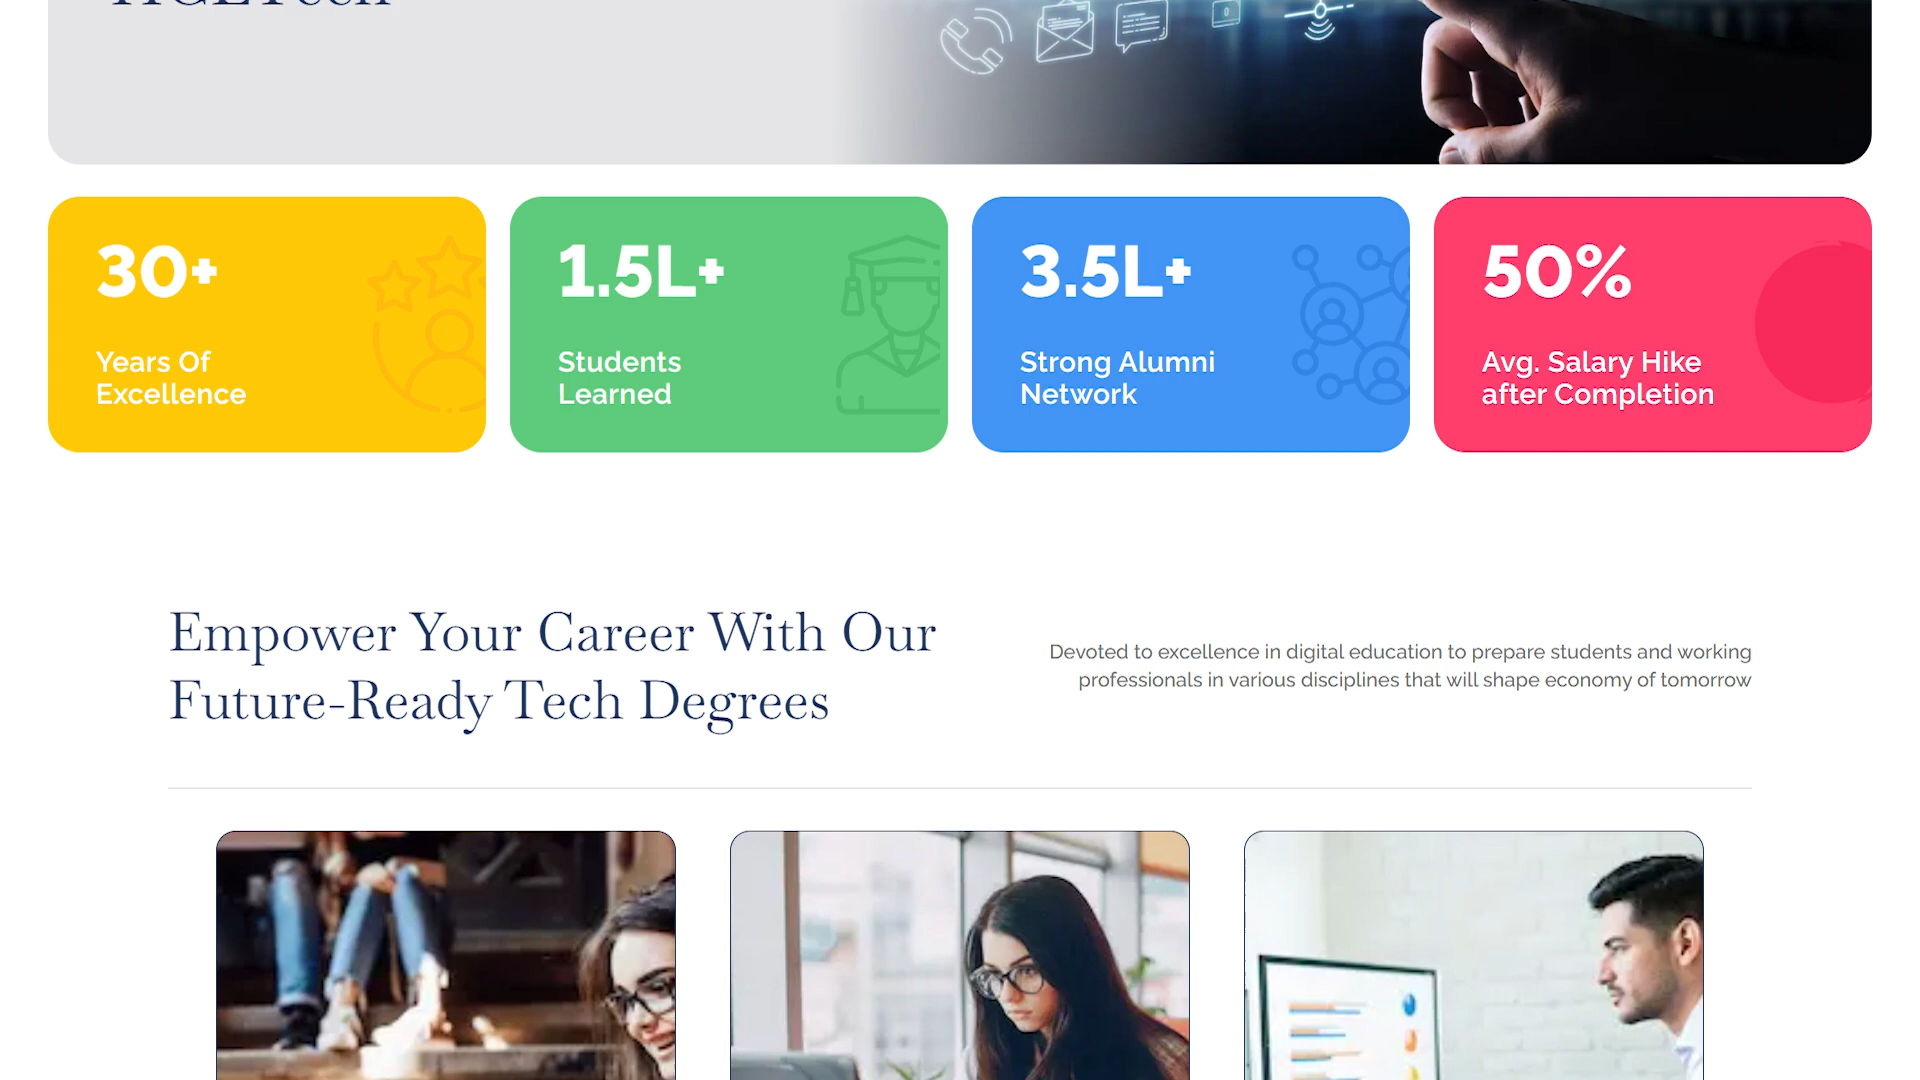 30+
Years Of
Excellence
1.5L+
Students
Learned
3.5L+
Strong Alumni
Network
50%
Avg. Salary Hike
after Completion
Empower Your Career With Our
Future-Ready Tech Degrees
Devoted to excellence in digital education to prepare students and working
professionals in various disciplines that will shape economy of tomorrow